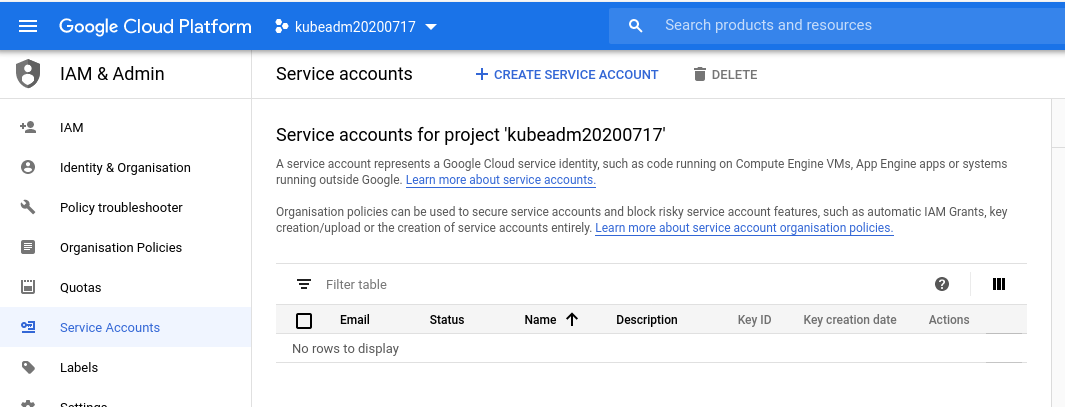 Google Cloud Platform
kubeadm20200717
Search products and resources
IAM & Admin
Service accounts
CREATE SERVICE ACCOUNT
DELETE
IAM
Identity & Organisation
Policy troubleshooter
Organisation Policies
Quotas
Service Accounts
Labels
Settings
Service accounts for project 'kubeadm20200717'
A service account represents a Google Cloud service identity, such as code running on Compute Engine VMs, App Engine apps or systems
running outside Google. Learn more about service accounts.
Organisation policies can be used to secure service accounts and block risky service account features, such as automatic IAM Grants, key
creation/upload or the creation of service accounts entirely. Learn more about service account organisation policies.
Filter table
Email Status Name Description Key ID Key creation date Actions
No rows to display